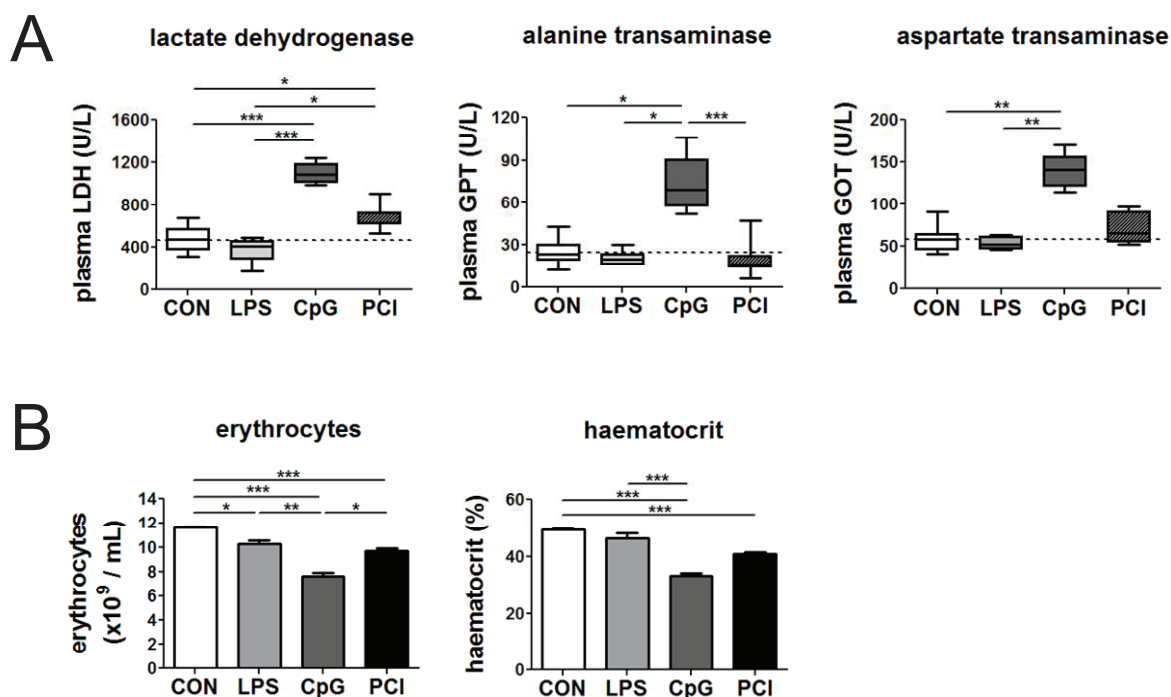 A
lactate dehydrogenase
alanine transaminase
aspartate transaminase
plasma LDH (U/L)
1600
1200
800
400
0
*
*
***
***
CON LPS CpG PCI
plasma GPT (U/L)
120
90
60
30
0
*
* ***
CON LPS CpG PCI
plasma GOT (U/L)
200
150
100
50
0
**
**
CON LPS CpG PCI
B
erythrocytes
haematocrit
erythrocytes
(x10⁹ / mL)
14
12
10
8
6
4
2
0
***
***
* ** *
CON LPS CpG PCI
haematocrit (%)
60
40
20
0
***
***
***
CON LPS CpG PCI